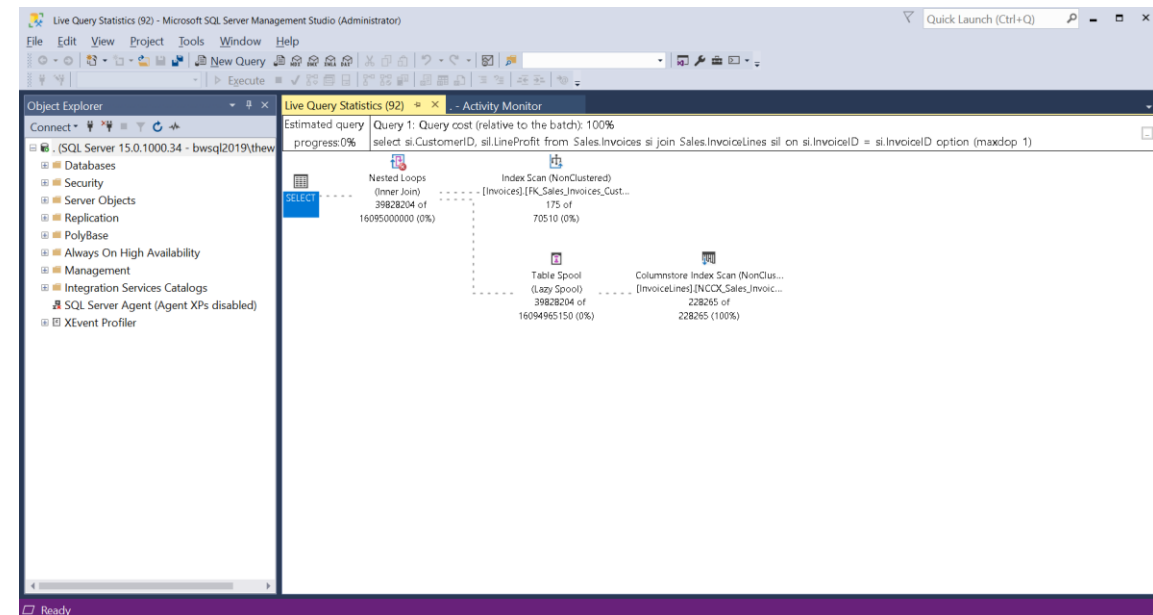 Live Query Statistics (92) - Microsoft SQL Server Management Studio (Administrator)
Quick Launch (Ctrl+Q)
File Edit View Project Tools Window Help
New Query
Execute
Object Explorer
Live Query Statistics (92)
. - Activity Monitor
Connect
. (SQL Server 15.0.1000.34 - bwsql2019\thew
Databases
Security
Server Objects
Replication
PolyBase
Always On High Availability
Management
Integration Services Catalogs
SQL Server Agent (Agent XPs disabled)
XEvent Profiler
Estimated query
progress:0%
Query 1: Query cost (relative to the batch): 100%
select si.CustomerID, sil.LineProfit from Sales.Invoices si join Sales.InvoiceLines sil on si.InvoiceID = si.InvoiceID option (maxdop 1)
SELECT
Nested Loops
(Inner Join)
39828204 of
16095000000 (0%)
Index Scan (NonClustered)
[Invoices].[FK_Sales_Invoices_Cust...
175 of
70510 (0%)
Table Spool
(Lazy Spool)
39828204 of
16094965150 (0%)
Columnstore Index Scan (NonClus...
[InvoiceLines].[NCCX_Sales_Invoic...
228265 of
228265 (100%)
Ready